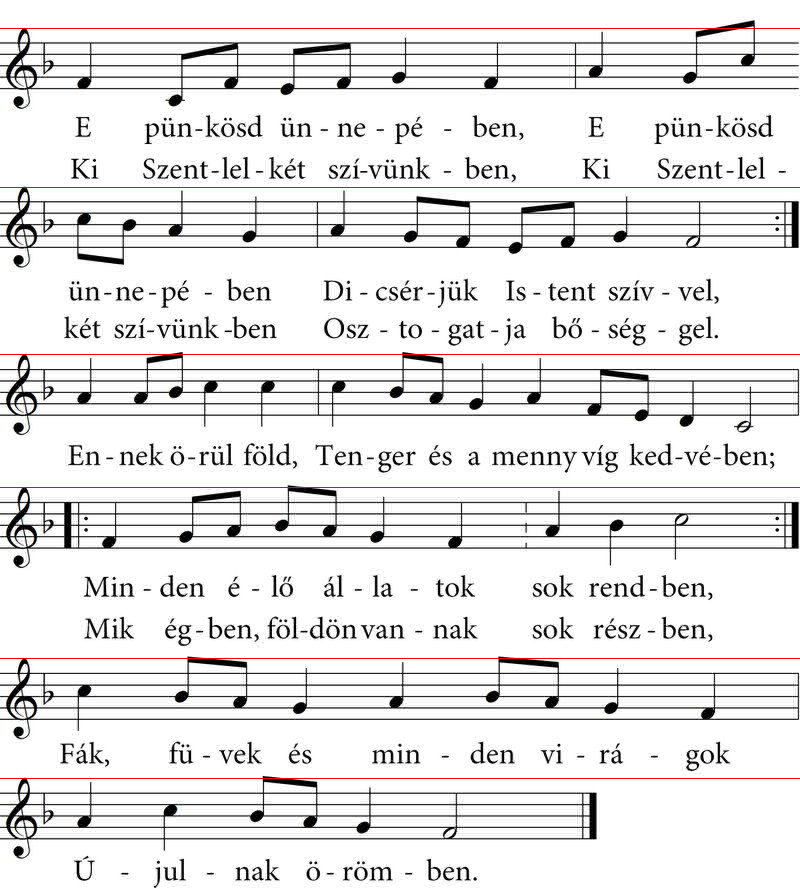 E pün-kösd ün - ne - pé - ben, E pün-kösd
Ki Szent-lel-két szí-vünk - ben, Ki Szent-lel -
ün-ne-pé - ben Di - csér-jük Is - tent szív - vel,
két szí-vünk-ben Osz - to - gat - ja bő - ség - gel.
En - nek ö-rül föld, Ten-ger és a menny víg ked-vé-ben;
Min - den é - lő ál - la - tok sok rend-ben,
Mik ég-ben, föl-dön van - nak sok rész-ben,
Fák, fü - vek és min - den vi - rá - gok
Ú - jul - nak ö - röm - ben.